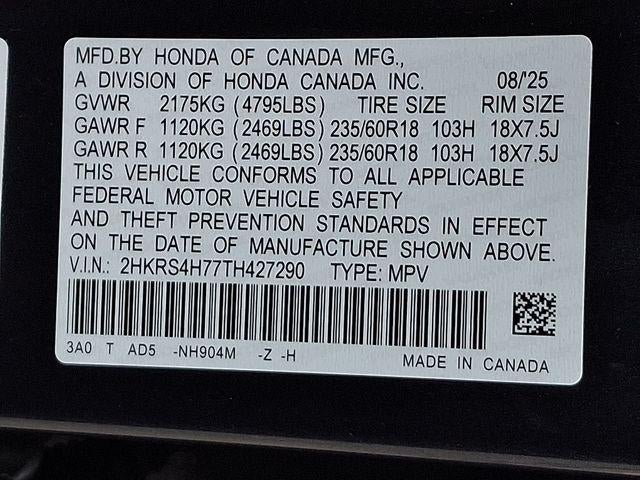 MFD.BY HONDA OF CANADA MFG.,
A DIVISION OF HONDA CANADA INC. 08/'25
GVWR 2175KG (4795LBS) TIRE SIZE RIM SIZE
GAWR F 1120KG (2469LBS) 235/60R18 103H 18X7.5J
GAWR R 1120KG (2469LBS) 235/60R18 103H 18X7.5J
THIS VEHICLE CONFORMS TO ALL APPLICABLE
FEDERAL MOTOR VEHICLE SAFETY
AND THEFT PREVENTION STANDARDS IN EFFECT
ON THE DATE OF MANUFACTURE SHOWN ABOVE.
V.I.N.: 2HKRS4H77TH427290 TYPE: MPV
3A0 T AD5 -NH904M -Z -H MADE IN CANADA